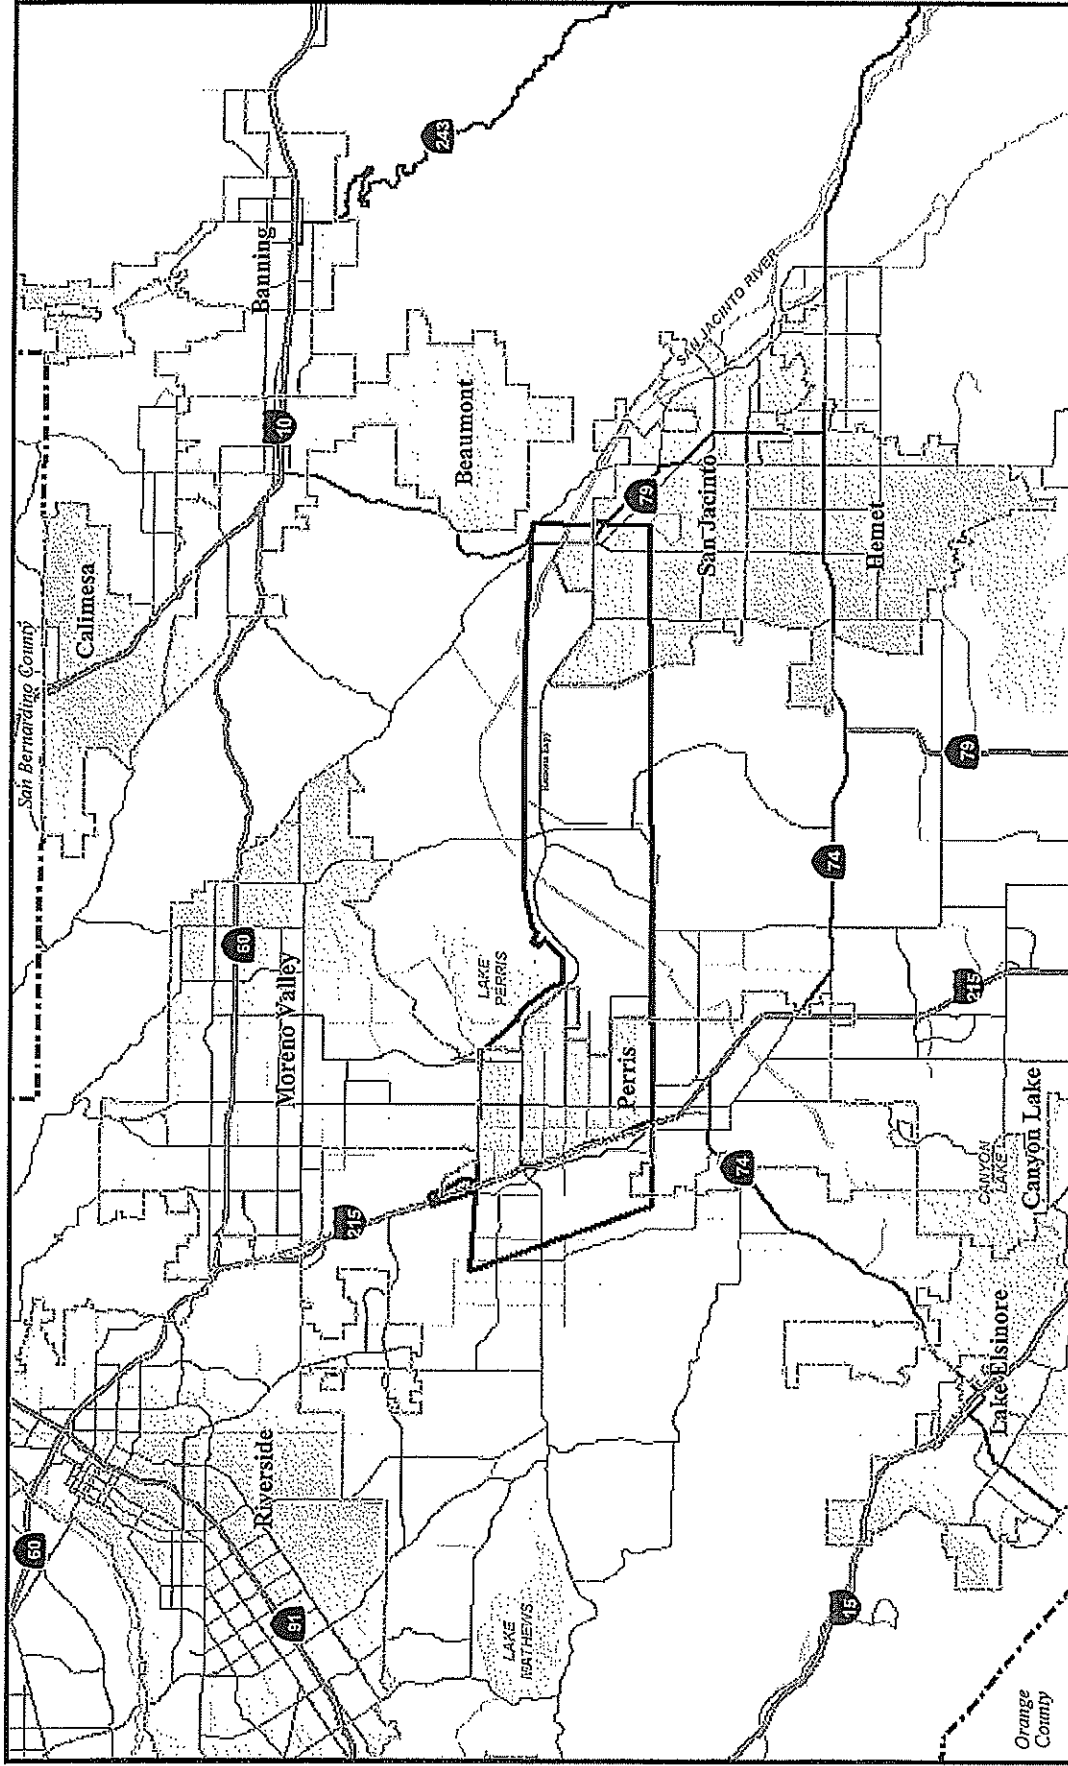 San Bernardino County
Calimesa
Banning
10
243
60
Riverside
60
Moreno Valley
91
215
Beaumont
LAKE
PERRIS
LAKE
MATHEWS
SAN JACINTO RIVER
Ramona Expy
79
Perris
San Jacinto
74
74
Hemet
15
215
79
CANYON
LAKE
Canyon Lake
Lake Elsinore
Orange
County